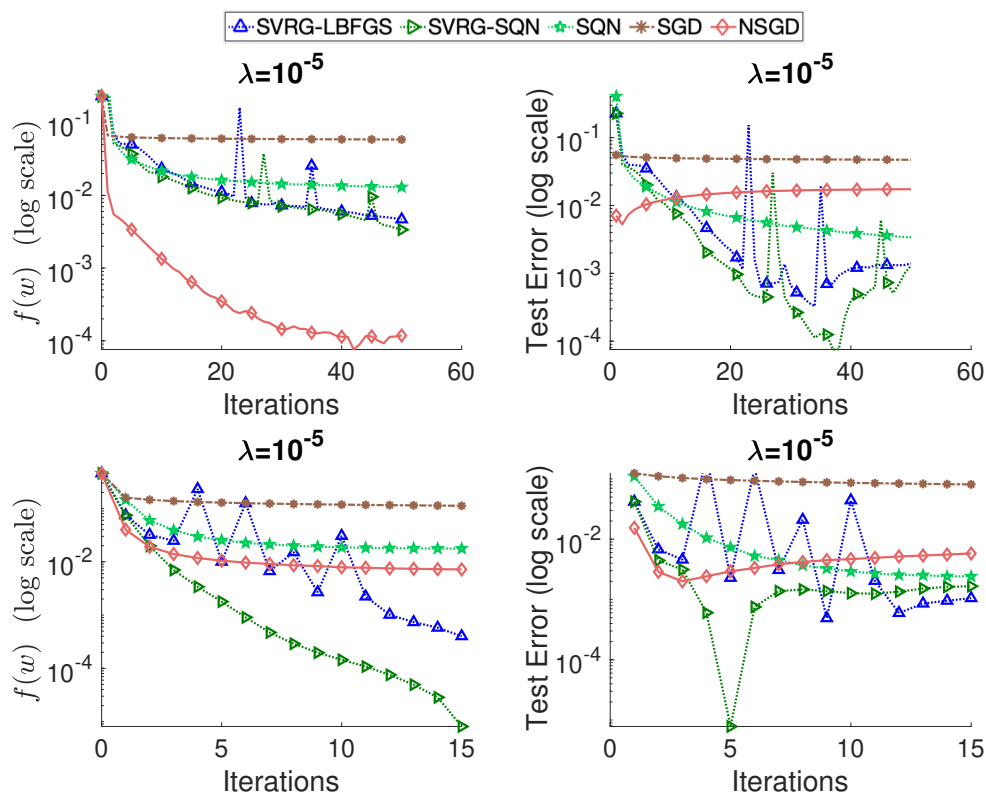 SVRG-LBFGS SVRG-SQN SQN SGD NSGD
λ=10^-5
f(w) (log scale)
10^-1
10^-2
10^-3
10^-4
0 20 40 60
Iterations
λ=10^-5
Test Error (log scale)
10^-1
10^-2
10^-3
10^-4
0 20 40 60
Iterations
λ=10^-5
f(w) (log scale)
10^-2
10^-4
0 5 10 15
Iterations
λ=10^-5
Test Error (log scale)
10^-2
10^-4
0 5 10 15
Iterations